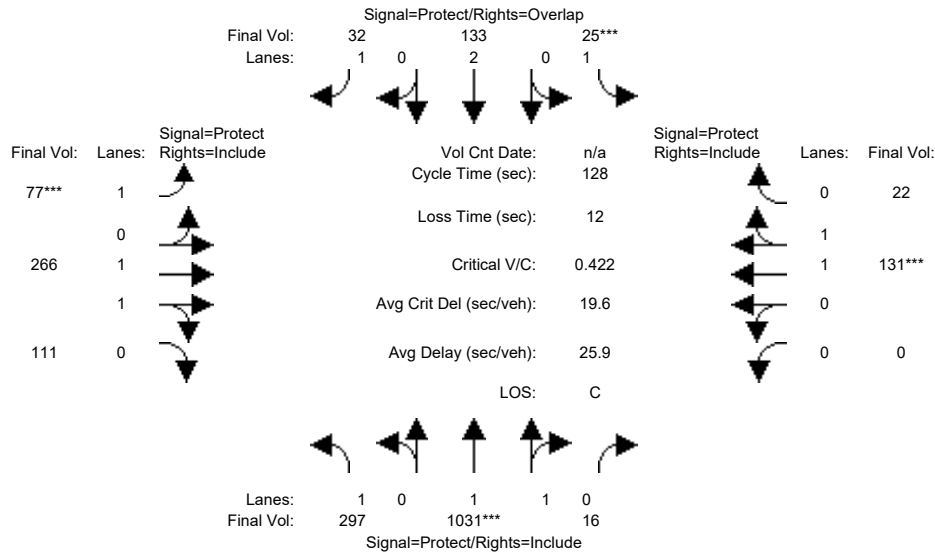 Signal=Protect/Rights=Overlap
Final Vol: 32 133 25***
Lanes: 1 0 2 0 1
Signal=Protect Signal=Protect
Final Vol: Lanes: Rights=Include Vol Cnt Date: n/a Rights=Include Lanes: Final Vol:
Cycle Time (sec): 128
77*** 1 0 22
Loss Time (sec): 12
0 1
266 1 Critical V/C: 0.422 1 131***
1 Avg Crit Del (sec/veh): 19.6 0
111 0 Avg Delay (sec/veh): 25.9 0 0
LOS: C
Lanes: 1 0 1 1 0
Final Vol: 297 1031*** 16
Signal=Protect/Rights=Include